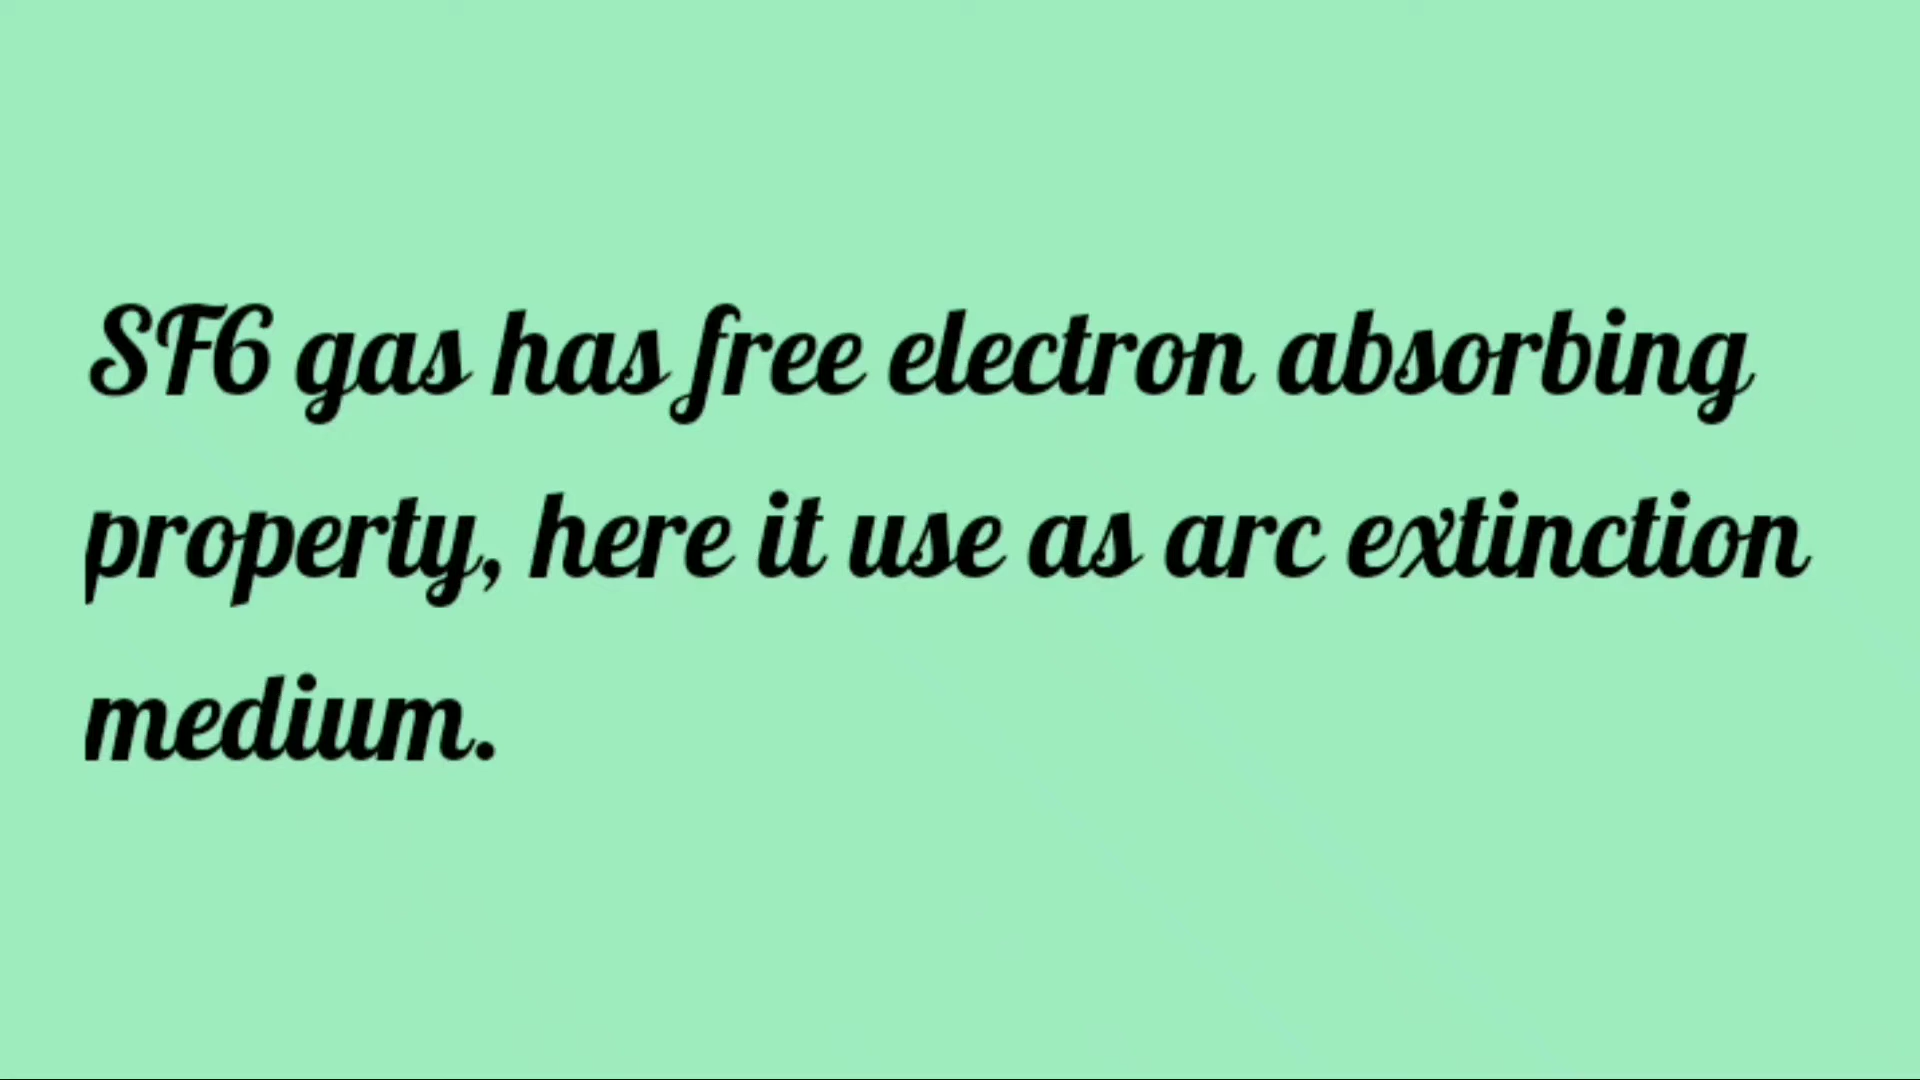 SF6 gas has free electron absorbing
property, here it use as arc extinction
medium.